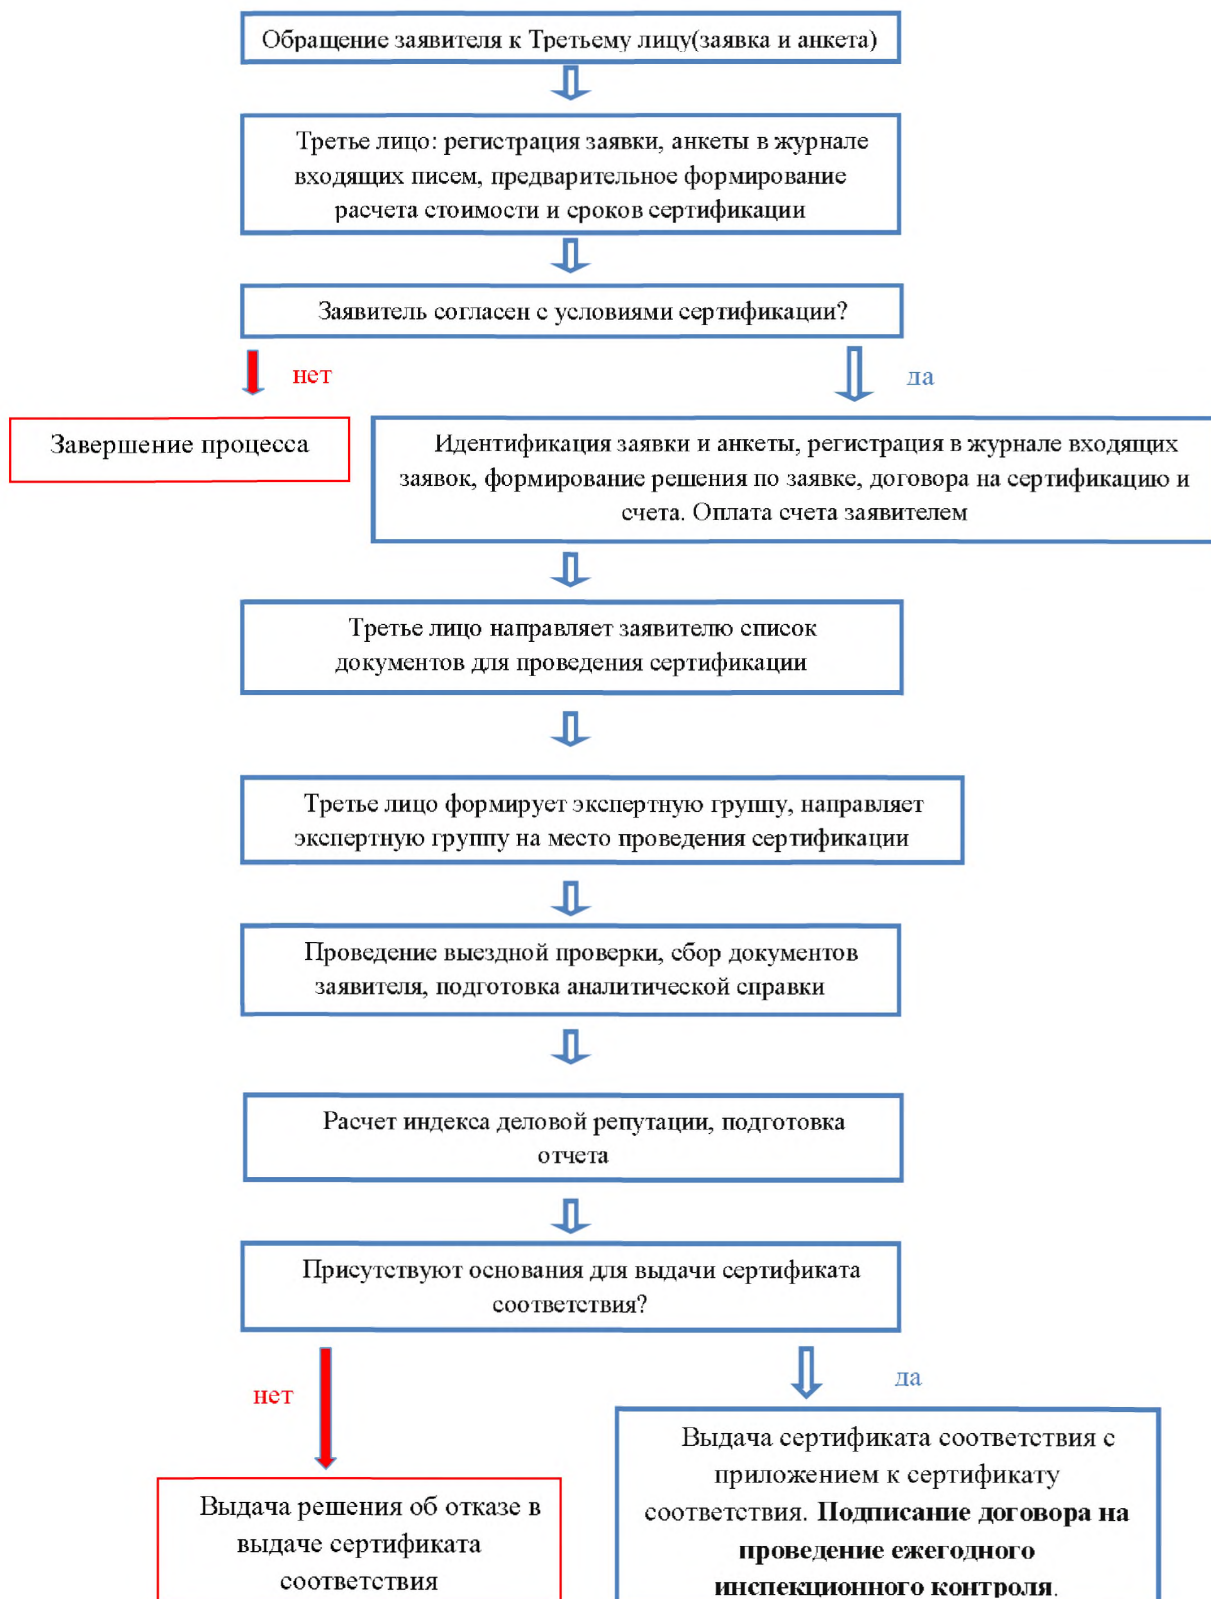 Обращение заявителя к Третьему лицу(заявка и анкета)
Третье лицо: регистрация заявки, анкеты в журнале
входящих писем, предварительное формирование
расчета стоимости и сроков сертификации
Заявитель согласен с условиями сертификации?
нет
да
Завершение процесса
Идентификация заявки и анкеты, регистрация в журнале входящих
заявок, формирование решения по заявке, договора на сертификацию и
счета. Оплата счета заявителем
Третье лицо направляет заявителю список
документов для проведения сертификации
Третье лицо формирует экспертную группу, направляет
экспертную группу на место проведения сертификации
Проведение выездной проверки, сбор документов
заявителя, подготовка аналитической справки
Расчет индекса деловой репутации, подготовка
отчета
Присутствуют основания для выдачи сертификата
соответствия?
нет
да
Выдача решения об отказе в
выдаче сертификата
соответствия
Выдача сертификата соответствия с
приложением к сертификату
соответствия. Подписание договора на
проведение ежегодного
инспекционного контроля.